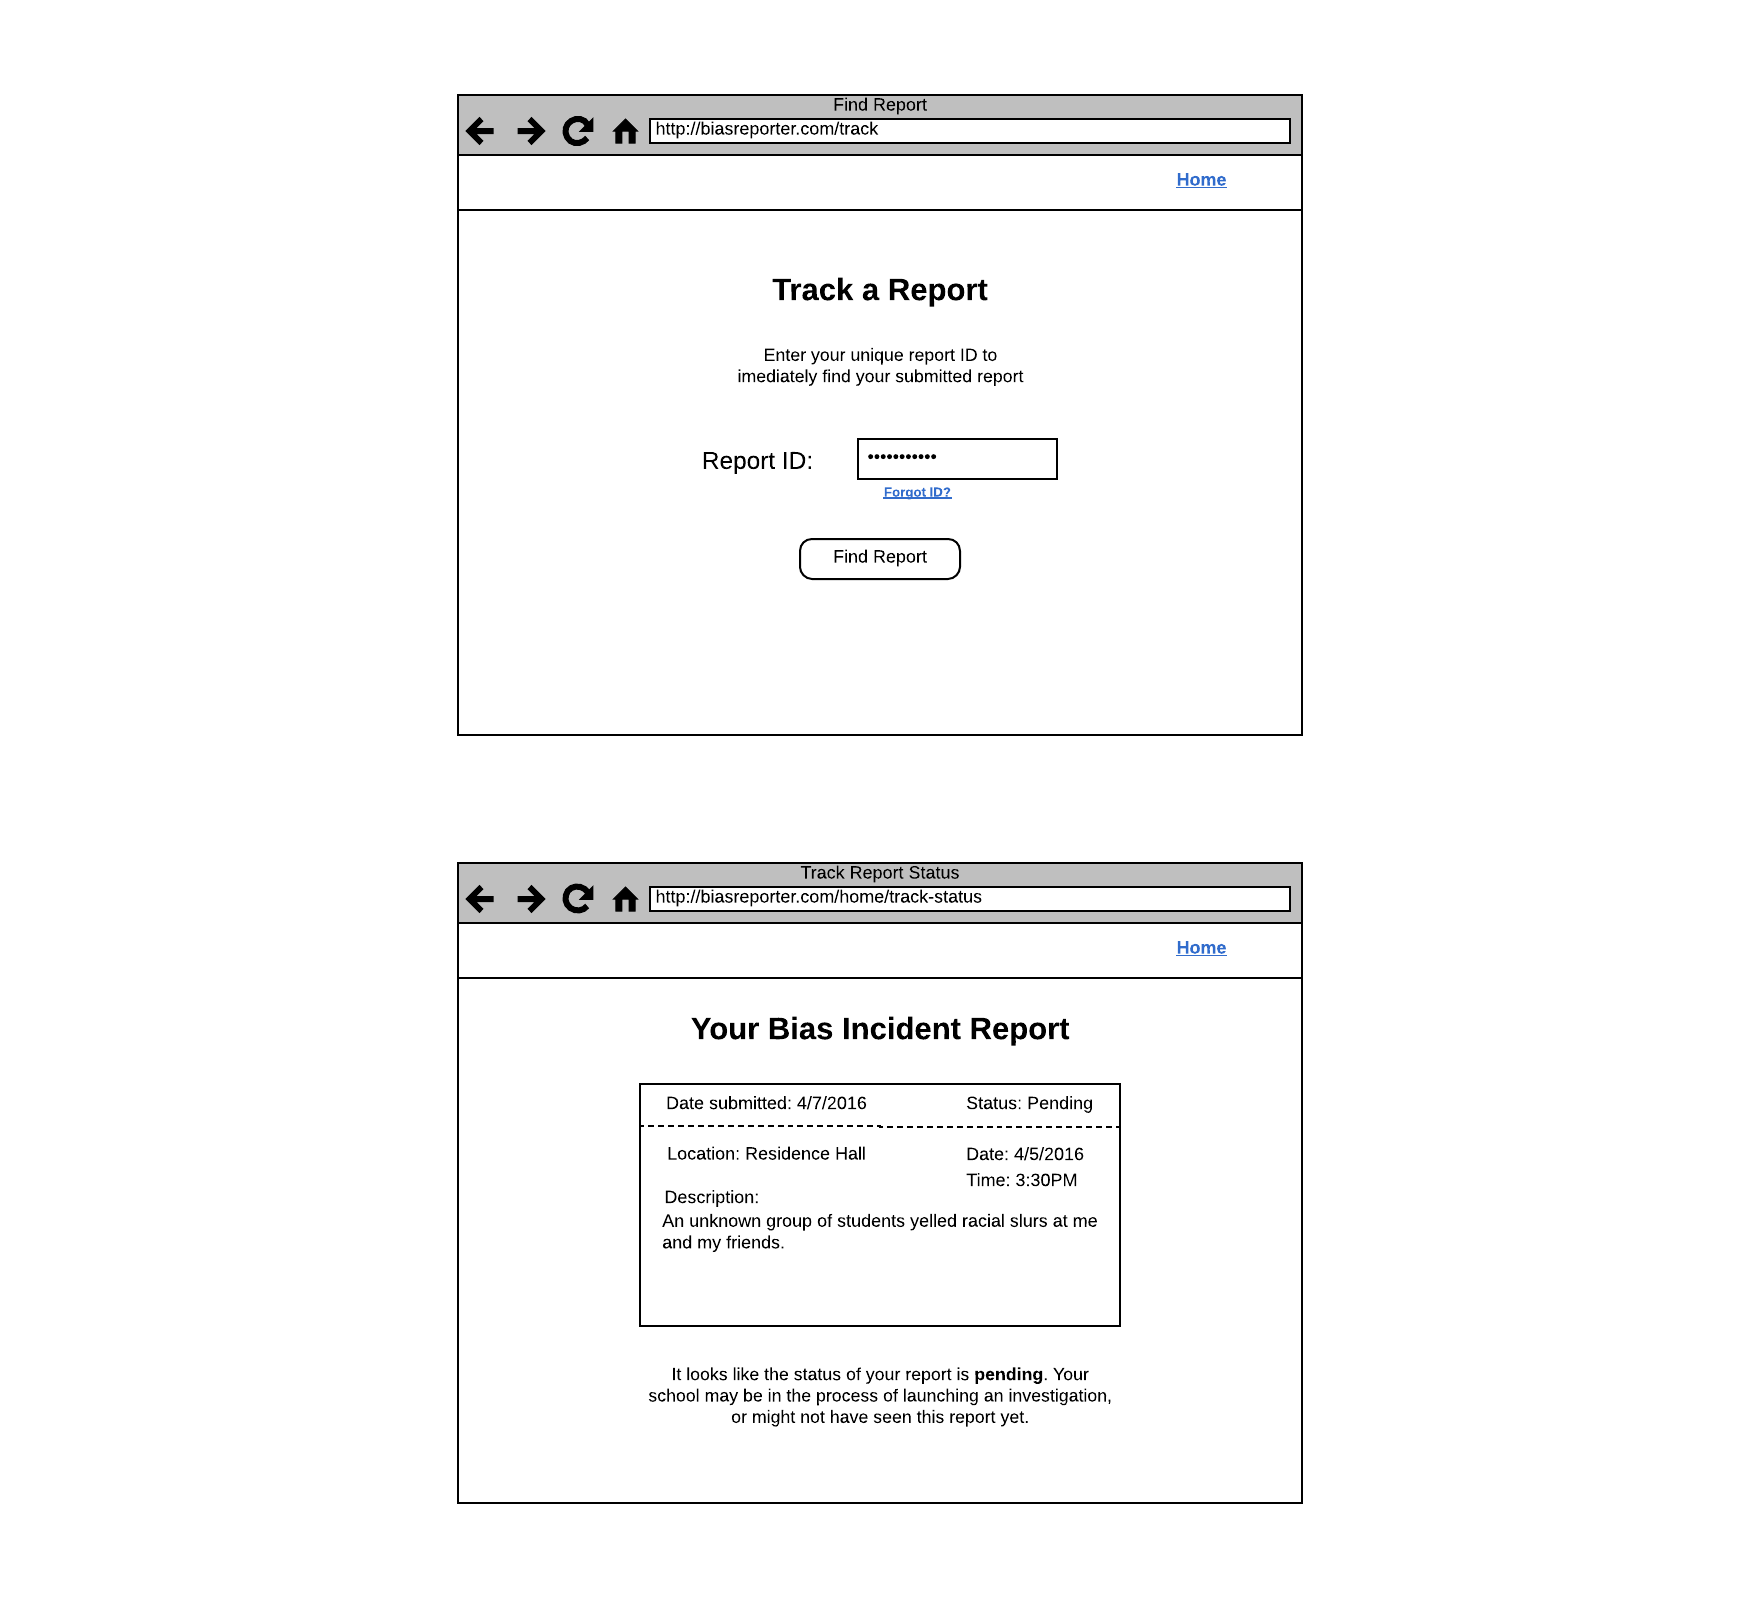 Find Report
http://biasreporter.com/track
Home
Track a Report
Enter your unique report ID to
imediately find your submitted report
Report ID: •••••••••••
Forgot ID?
Find Report
Track Report Status
http://biasreporter.com/home/track-status
Home
Your Bias Incident Report
Date submitted: 4/7/2016 Status: Pending
Location: Residence Hall Date: 4/5/2016
Time: 3:30PM
Description:
An unknown group of students yelled racial slurs at me
and my friends.
It looks like the status of your report is pending. Your
school may be in the process of launching an investigation,
or might not have seen this report yet.